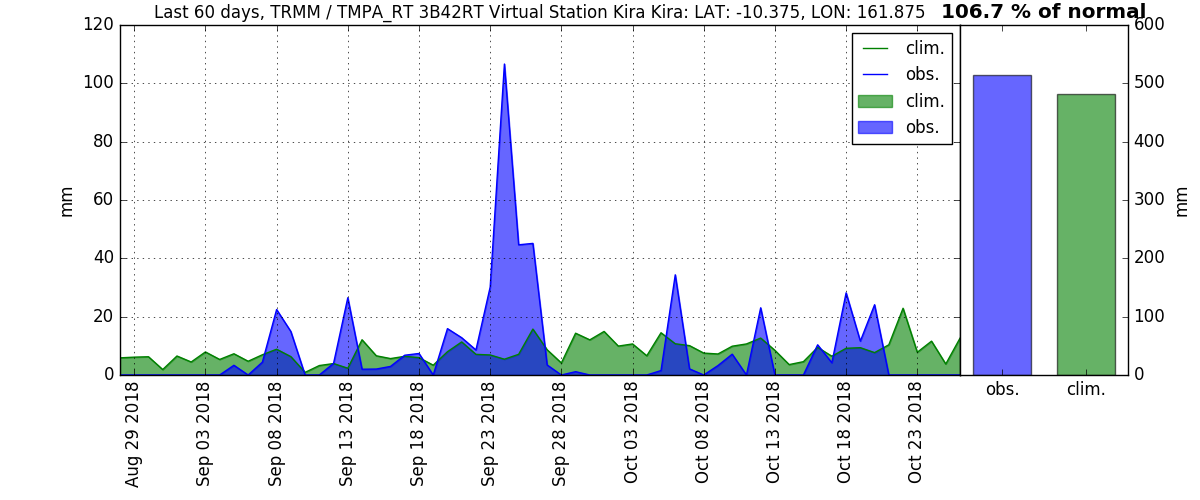 Last 60 days, TRMM / TMPA_RT 3B42RT Virtual Station Kira Kira: LAT: -10.375, LON: 161.875
106.7 % of normal
120
100
80
60
40
20
0
mm
clim.
obs.
clim.
obs.
Aug 29 2018
Sep 03 2018
Sep 08 2018
Sep 13 2018
Sep 18 2018
Sep 23 2018
Sep 28 2018
Oct 03 2018
Oct 08 2018
Oct 13 2018
Oct 18 2018
Oct 23 2018
600
500
400
300
200
100
0
mm
obs.
clim.